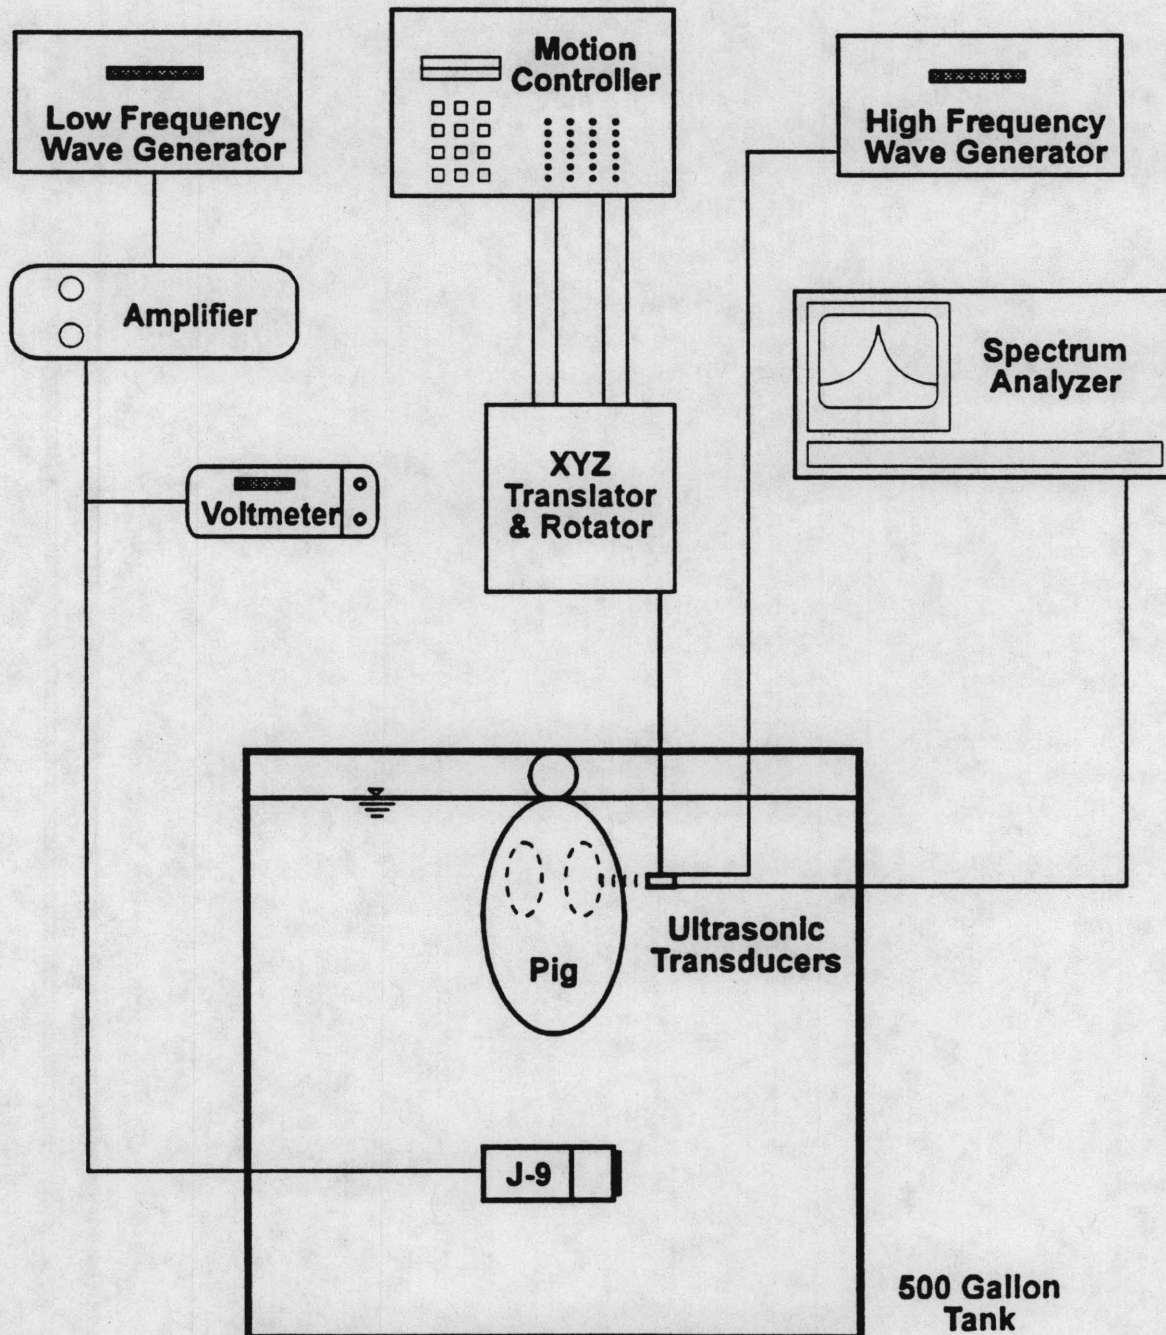 Low Frequency
Wave Generator
Motion
Controller
High Frequency
Wave Generator
Amplifier
Spectrum
Analyzer
XYZ
Translator
& Rotator
Voltmeter
Ultrasonic
Transducers
Pig
J-9
500 Gallon
Tank